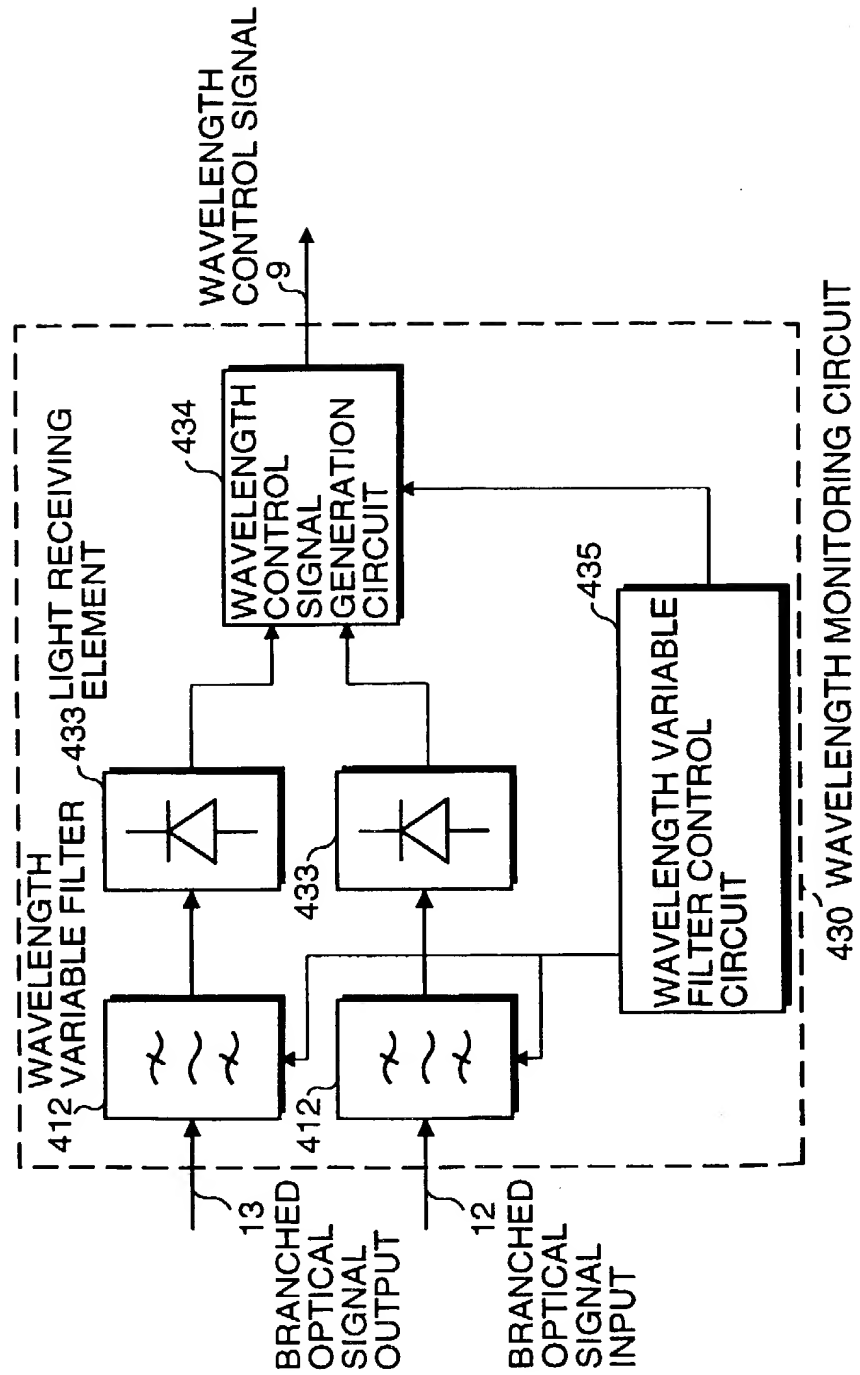 WAVELENGTH
CONTROL SIGNAL
9
WAVELENGTH
VARIABLE FILTER
412
433
LIGHT RECEIVING
ELEMENT
434
WAVELENGTH
CONTROL
SIGNAL
GENERATION
CIRCUIT
13
BRANCHED
OPTICAL
SIGNAL
OUTPUT
412
433
12
BRANCHED
OPTICAL
SIGNAL
INPUT
435
WAVELENGTH VARIABLE
FILTER CONTROL
CIRCUIT
430 WAVELENGTH MONITORING CIRCUIT